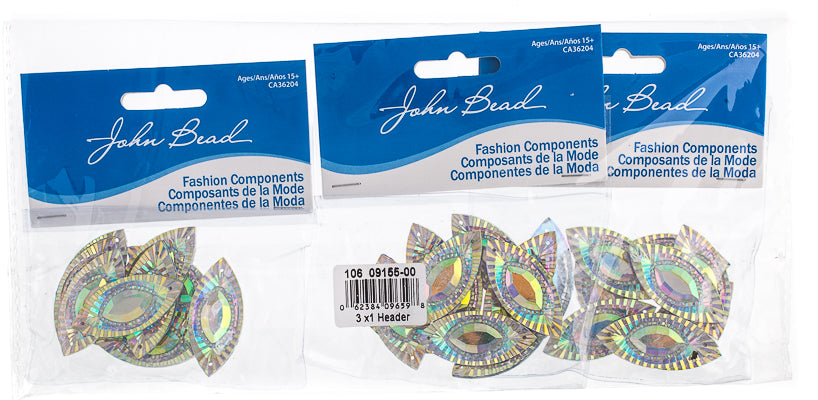 Ages/Ans/Años 15+
CA36204
John Bead
Fashion Components
Composants de la Mode
Componentes de la Moda
Ages/Ans/Años 15+
CA36204
John Bead
Fashion Components
Composants de la Mode
Componentes de la Moda
Ages/Ans/Años 15+
CA36204
Bead
Fashion Components
Composants de la Mode
Componentes de la Moda
106 09155-00
0 62384 09659 8
3 x1 Header